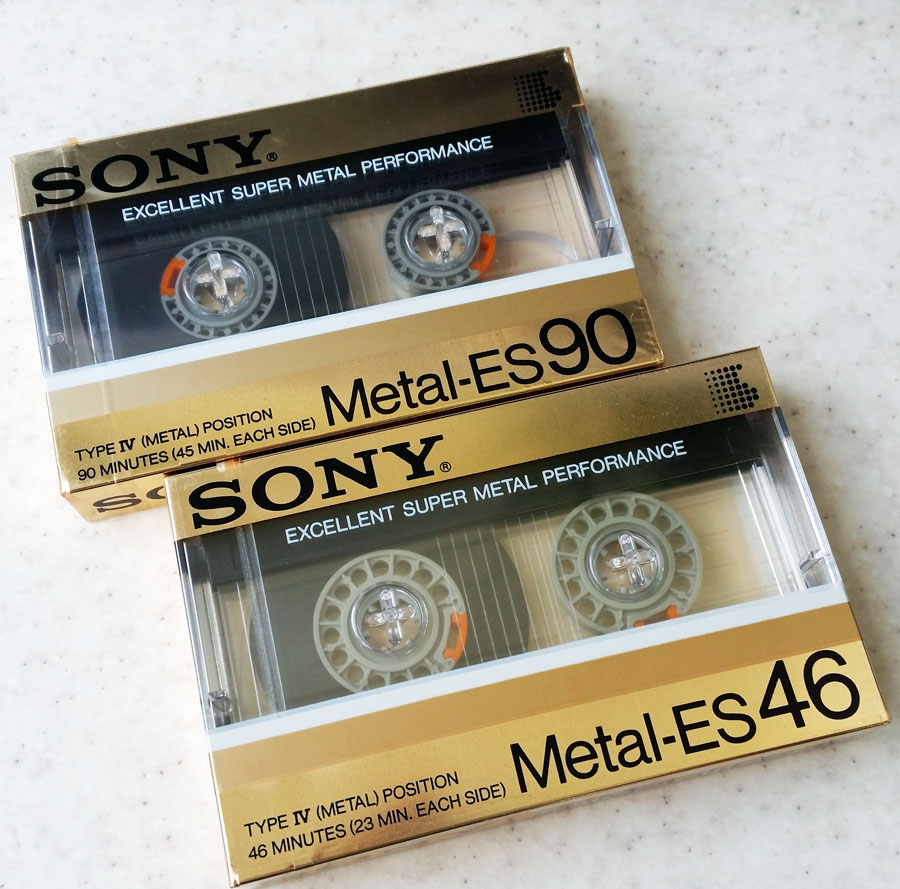 SONY®
EXCELLENT SUPER METAL PERFORMANCE
Metal-ES90
TYPE IV (METAL) POSITION
90 MINUTES (45 MIN. EACH SIDE)
SONY®
EXCELLENT SUPER METAL PERFORMANCE
Metal-ES46
TYPE IV (METAL) POSITION
46 MINUTES (23 MIN. EACH SIDE)